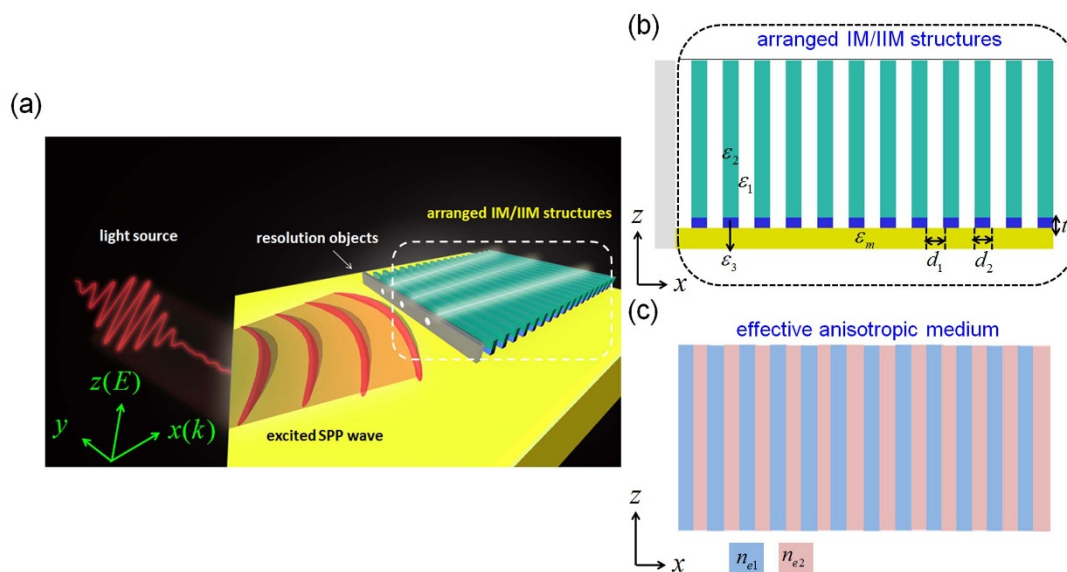 (a)
light source
resolution objects
arranged IM/IIM structures
z(E)
y
x(k)
excited SPP wave
(b)
arranged IM/IIM structures
ε2
ε1
z
x
εm
ε3
d1
d2
t
(c)
effective anisotropic medium
z
x
ne1
ne2